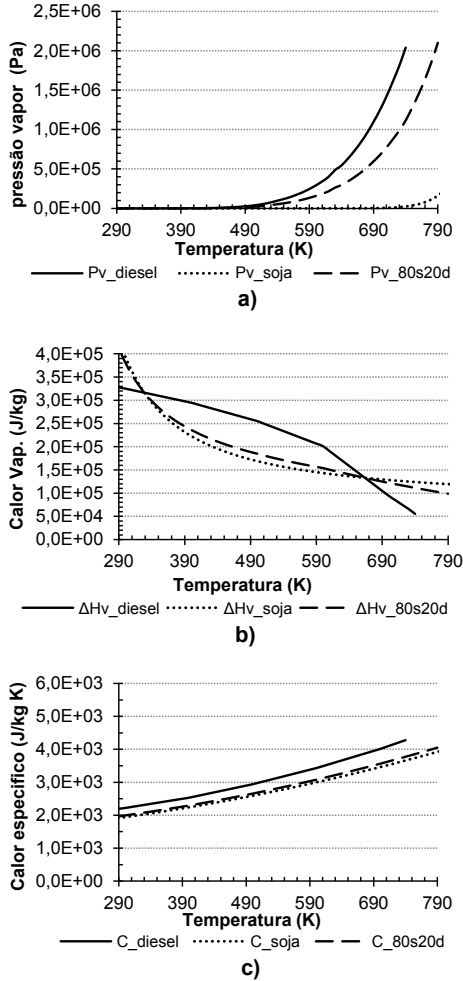 pressão vapor (Pa)
2,5E+06
2,0E+06
1,5E+06
1,0E+06
5,0E+05
0,0E+00
290 390 490 590 690 790
Temperatura (K)
Pv_diesel Pv_soja Pv_80s20d
a)
Calor Vap. (J/kg)
4,0E+05
3,5E+05
3,0E+05
2,5E+05
2,0E+05
1,5E+05
1,0E+05
5,0E+04
0,0E+00
290 390 490 590 690 790
Temperatura (K)
ΔHv_diesel ΔHv_soja ΔHv_80s20d
b)
Calor específico (J/kg K)
6,0E+03
5,0E+03
4,0E+03
3,0E+03
2,0E+03
1,0E+03
0,0E+00
290 390 490 590 690 790
Temperatura (K)
C_diesel C_soja C_80s20d
c)